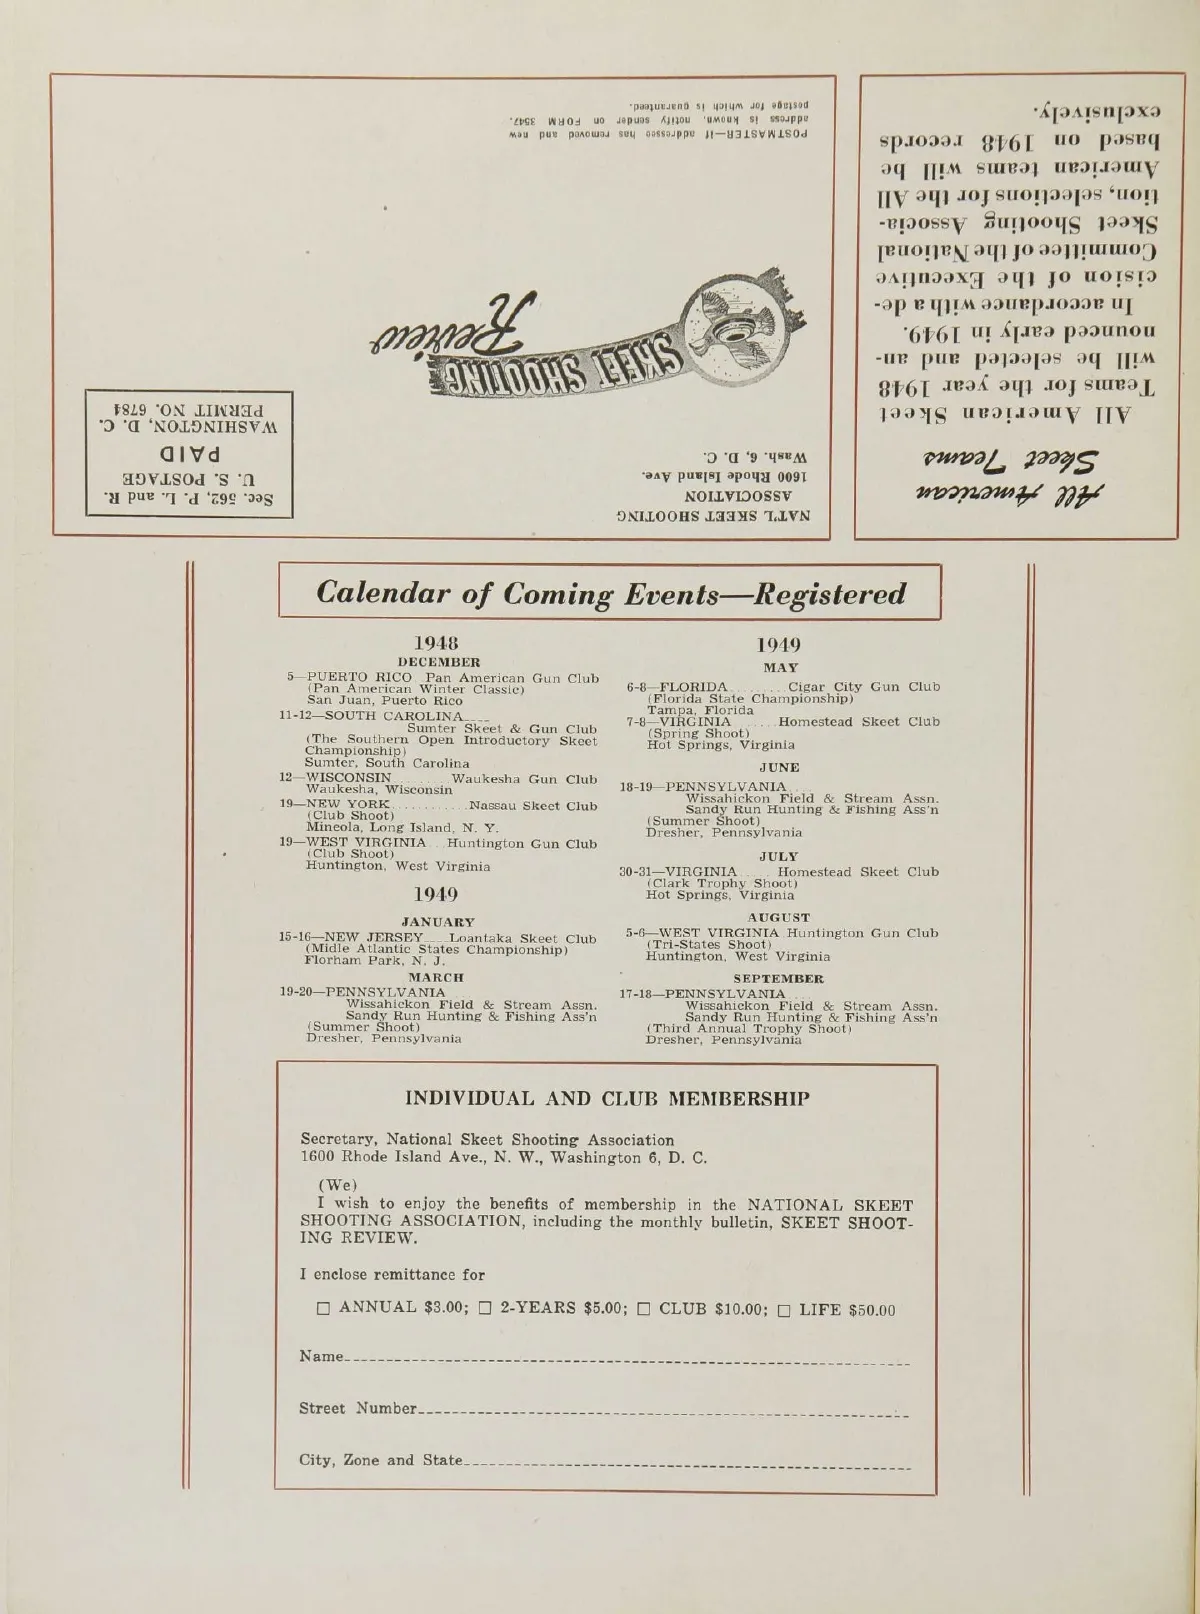 NAT'L SKEET SHOOTING
ASSOCIATION
1600 Rhode Island Ave.
Wash. 6, D. C.
Sec. 562, P. L. and R.
U. S. POSTAGE
PAID
WASHINGTON, D. C.
PERMIT NO. 6784
SKEET SHOOTING
Review
POSTMASTER—If addressee has removed and new
address is known, notify sender on FORM 3547,
postage for which is guaranteed.
All American
Skeet Teams
All American Skeet
Teams for the year 1948
will be selected and an-
nounced early in 1949.
In accordance with a de-
cision of the Executive
Committee of the National
Skeet Shooting Associa-
tion, selections for the All
American teams will be
based on 1948 records
exclusively.
Calendar of Coming Events—Registered
1948
DECEMBER
5—PUERTO RICO Pan American Gun Club
(Pan American Winter Classic)
San Juan, Puerto Rico
11-12—SOUTH CAROLINA____
Sumter Skeet & Gun Club
(The Southern Open Introductory Skeet
Championship)
Sumter, South Carolina
12—WISCONSIN........Waukesha Gun Club
Waukesha, Wisconsin
19—NEW YORK............Nassau Skeet Club
(Club Shoot)
Mineola, Long Island, N. Y.
19—WEST VIRGINIA...Huntington Gun Club
(Club Shoot)
Huntington, West Virginia
1949
JANUARY
15-16—NEW JERSEY____Loantaka Skeet Club
(Midle Atlantic States Championship)
Florham Park, N. J.
MARCH
19-20—PENNSYLVANIA
Wissahickon Field & Stream Assn.
Sandy Run Hunting & Fishing Ass'n
(Summer Shoot)
Dresher, Pennsylvania
1949
MAY
6-8—FLORIDA.........Cigar City Gun Club
(Florida State Championship)
Tampa, Florida
7-8—VIRGINIA ......Homestead Skeet Club
(Spring Shoot)
Hot Springs, Virginia
JUNE
18-19—PENNSYLVANIA....
Wissahickon Field & Stream Assn.
Sandy Run Hunting & Fishing Ass'n
(Summer Shoot)
Dresher, Pennsylvania
JULY
30-31—VIRGINIA..... Homestead Skeet Club
(Clark Trophy Shoot)
Hot Springs, Virginia
AUGUST
5-6—WEST VIRGINIA Huntington Gun Club
(Tri-States Shoot)
Huntington, West Virginia
SEPTEMBER
17-18—PENNSYLVANIA....
Wissahickon Field & Stream Assn.
Sandy Run Hunting & Fishing Ass'n
(Third Annual Trophy Shoot)
Dresher, Pennsylvania
INDIVIDUAL AND CLUB MEMBERSHIP
Secretary, National Skeet Shooting Association
1600 Rhode Island Ave., N. W., Washington 6, D. C.
(We)
I wish to enjoy the benefits of membership in the NATIONAL SKEET
SHOOTING ASSOCIATION, including the monthly bulletin, SKEET SHOOT-
ING REVIEW.
I enclose remittance for
☐ ANNUAL $3.00; ☐ 2-YEARS $5.00; ☐ CLUB $10.00; ☐ LIFE $50.00
Name
Street Number
City, Zone and State